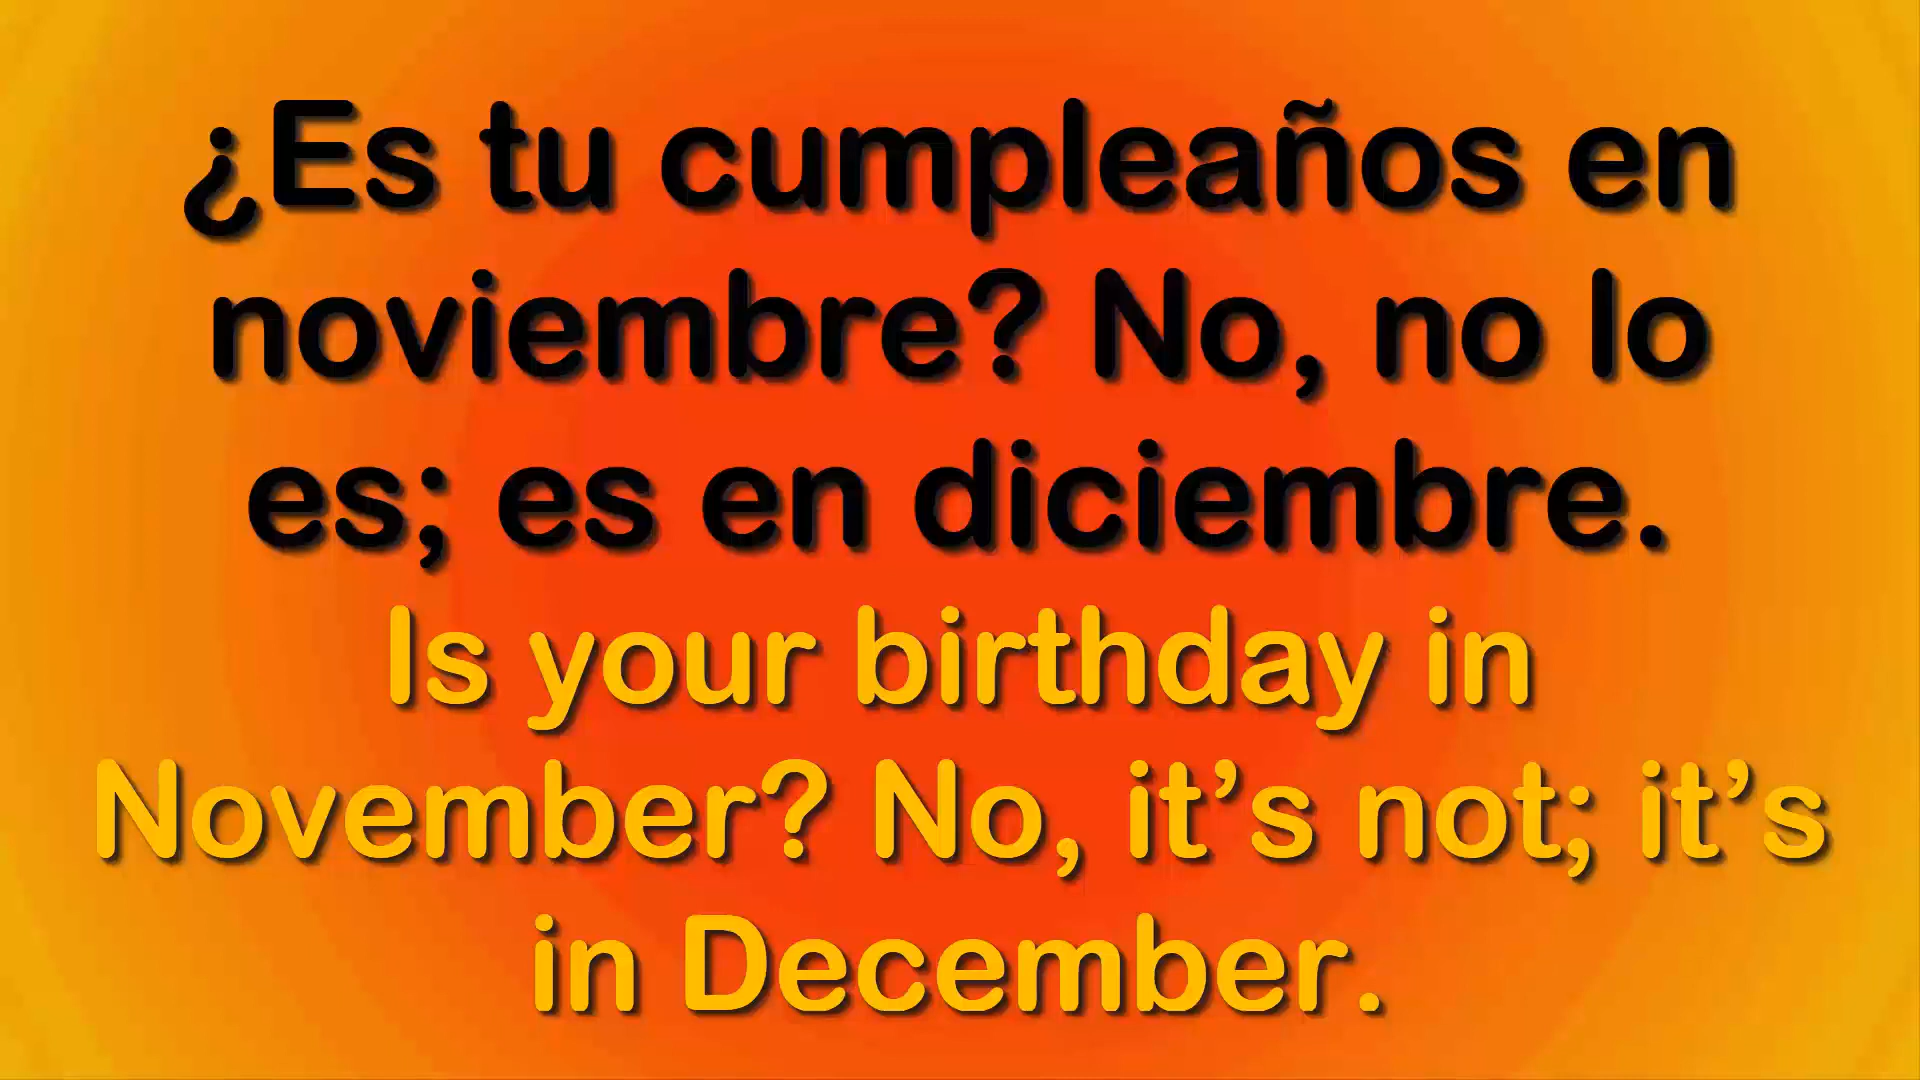 ¿Es tu cumpleaños en
noviembre? No, no lo
es; es en diciembre.
Is your birthday in
November? No, it’s not; it’s
in December.